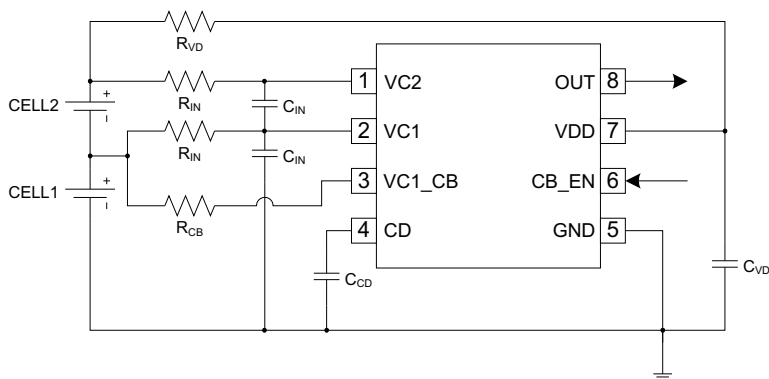 RVD
1 VC2 OUT 8
RIN
CIN
CELL2
+
-
2 VC1 VDD 7
RIN
CIN
3 VC1_CB CB_EN 6
CELL1
+
-
RCB
4 CD GND 5
CCD
CVD